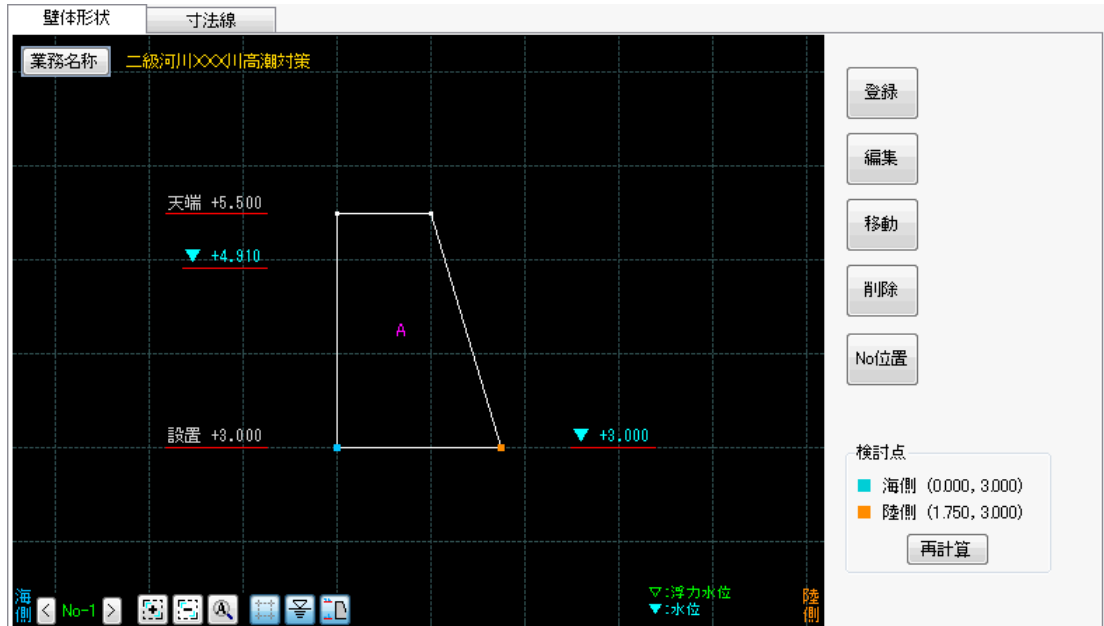 壁体形状
寸法線
業務名称
二級河川XXX川高潮対策
天端 +5.500
▼ +4.910
A
設置 +3.000
▼ +3.000
海側
< No-1 >
A
▽:浮力水位
▼:水位
陸側
登録
編集
移動
削除
No位置
検討点
海側 (0.000, 3.000)
陸側 (1.750, 3.000)
再計算